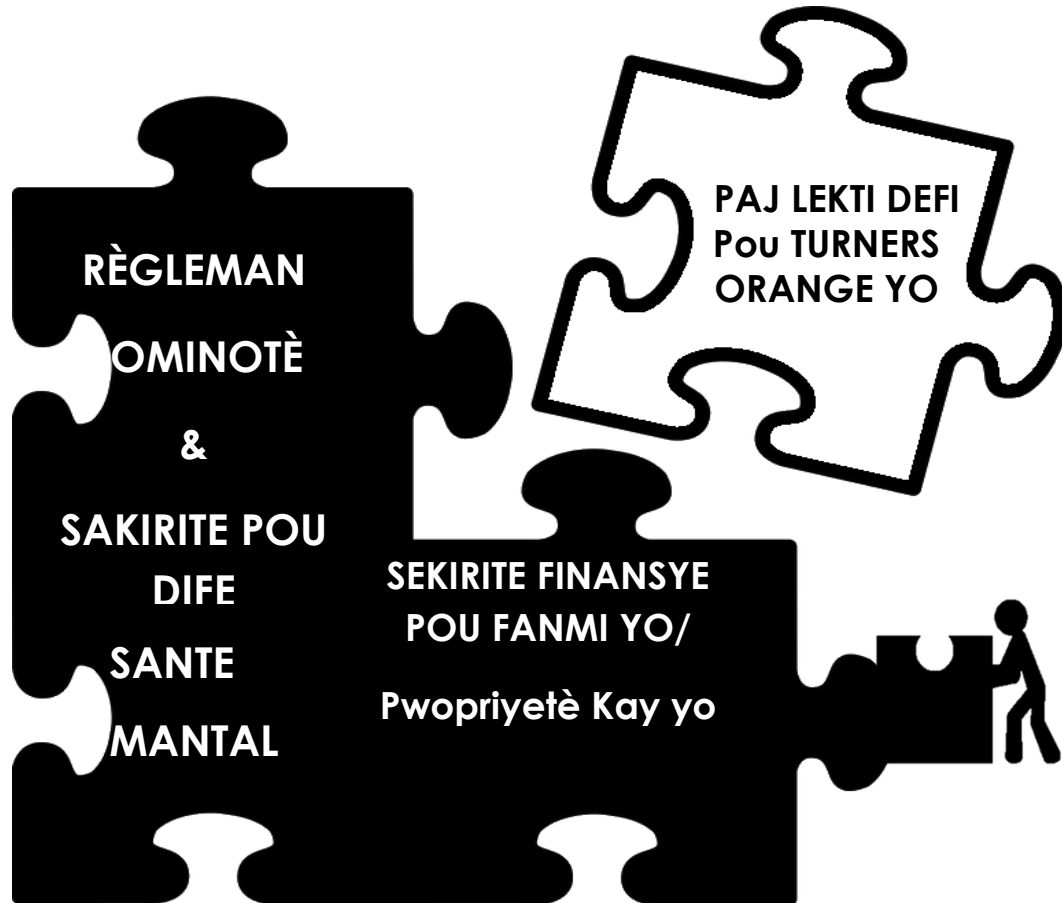 RÈGLEMAN
OMINOTÈ
&
SAKIRITE POU
DIFE
SANTE
MANTAL
SEKIRITE FINANSYE
POU FANMI YO/
Pwopriyetè Kay yo
PAJ LEKTI DEFI
Pou TURNERS
ORANGE YO